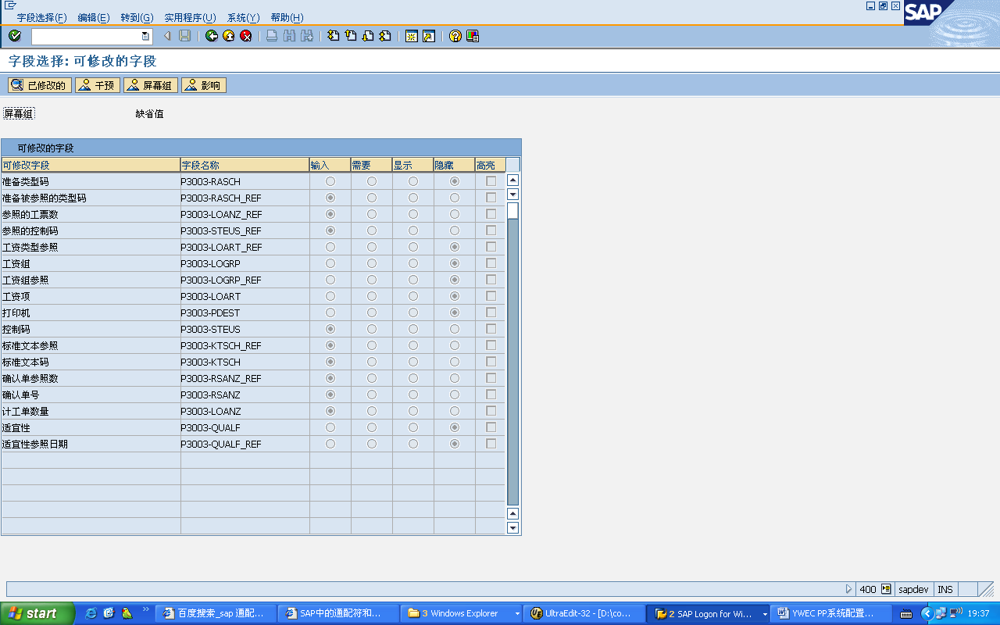 字段选择(F) 编辑(E) 转到(G) 实用程序(U) 系统(Y) 帮助(H)
SAP
字段选择: 可修改的字段
已修改的 干预 屏幕组 影响
屏幕组 缺省值
可修改的字段
可修改字段 字段名称 输入 需要 显示 隐藏 高亮
准备类型码 P3003-RASCH
准备被参照的类型码 P3003-RASCH_REF
参照的工票数 P3003-LOANZ_REF
参照的控制码 P3003-STEUS_REF
工资类型参照 P3003-LOART_REF
工资组 P3003-LOGRP
工资组参照 P3003-LOGRP_REF
工资项 P3003-LOART
打印机 P3003-PDEST
控制码 P3003-STEUS
标准文本参照 P3003-KTSCH_REF
标准文本码 P3003-KTSCH
确认单参照数 P3003-RSANZ_REF
确认单号 P3003-RSANZ
计工单数量 P3003-LOANZ
适宜性 P3003-QUALF
适宜性参照日期 P3003-QUALF_REF
400 sapdev INS
start 百度搜索_sap 通配... SAP中的通配符和... 3 Windows Explorer UltraEdit-32 - [D:\co... 2 SAP Logon for Wi... YWEC PP系统配置... 19:37